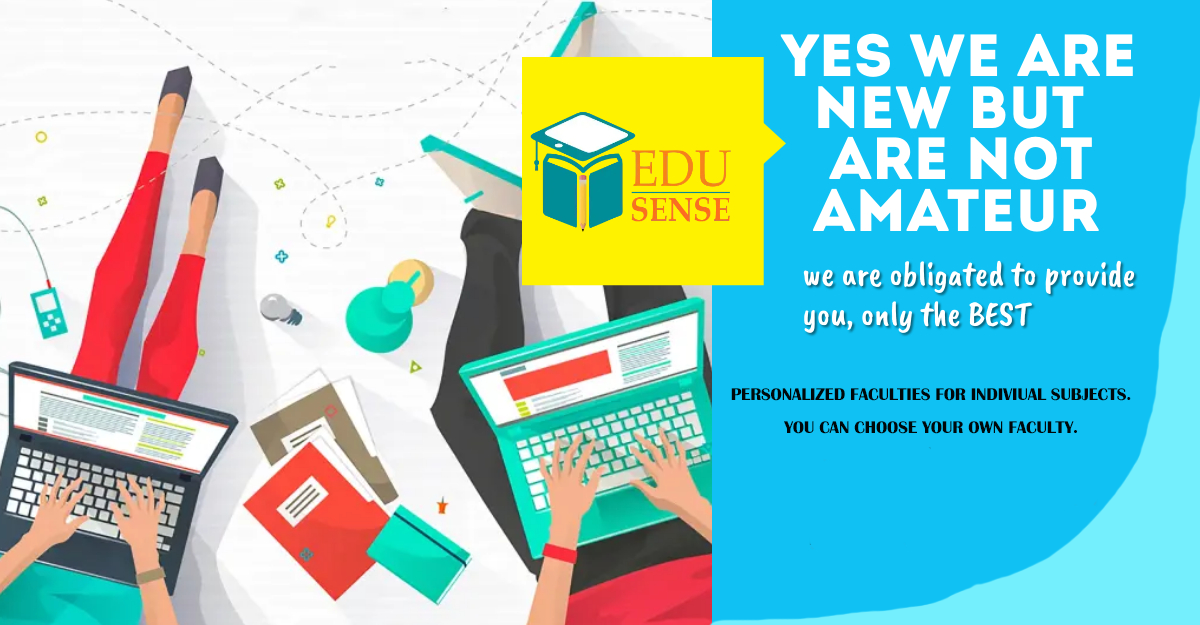 EDU
SENSE
YES WE ARE
NEW BUT
ARE NOT
AMATEUR
we are obligated to provide
you, only the BEST
PERSONALIZED FACULTIES FOR INDIVIUAL SUBJECTS.
YOU CAN CHOOSE YOUR OWN FACULTY.